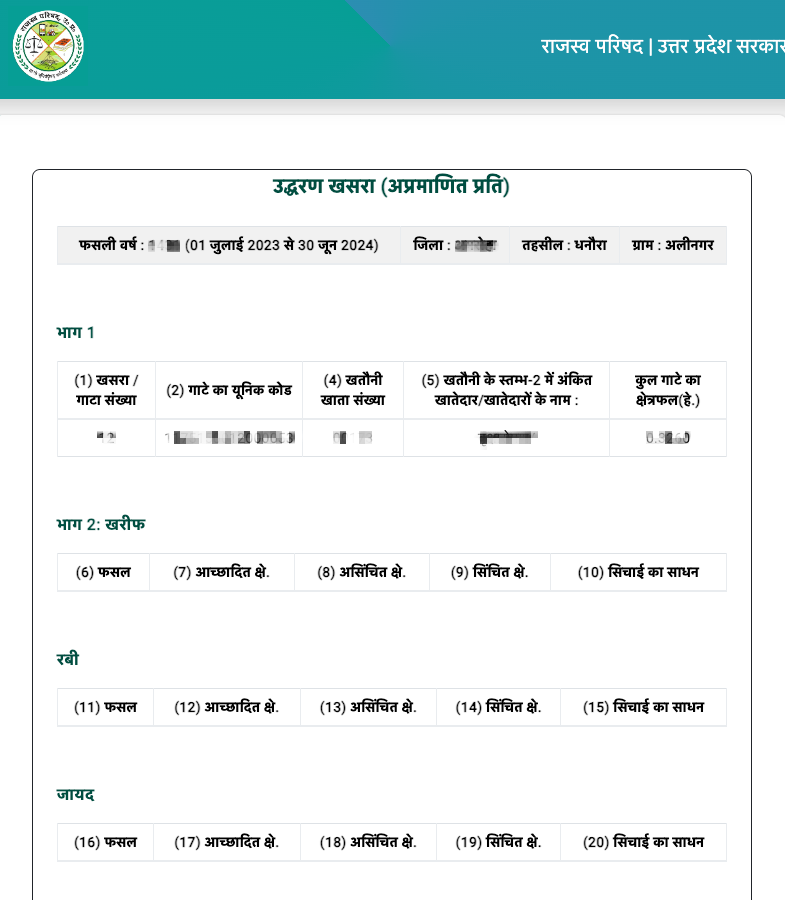 राजस्व परिषद | उत्तर प्रदेश सरकार
उद्धरण खसरा (अप्रमाणित प्रति)
फसली वर्ष : (01 जुलाई 2023 से 30 जून 2024) जिला : तहसील : धनौरा ग्राम : अलीनगर
भाग 1
(1) खसरा / गाटा संख्या (2) गाटे का यूनिक कोड (4) खतौनी खाता संख्या (5) खतौनी के स्तम्भ-2 में अंकित खातेदार/खातेदारों के नाम : कुल गाटे का क्षेत्रफल(हे.)
भाग 2: खरीफ
(6) फसल (7) आच्छादित क्षे. (8) असिंचित क्षे. (9) सिंचित क्षे. (10) सिचाई का साधन
रबी
(11) फसल (12) आच्छादित क्षे. (13) असिंचित क्षे. (14) सिंचित क्षे. (15) सिचाई का साधन
जायद
(16) फसल (17) आच्छादित क्षे. (18) असिंचित क्षे. (19) सिंचित क्षे. (20) सिचाई का साधन